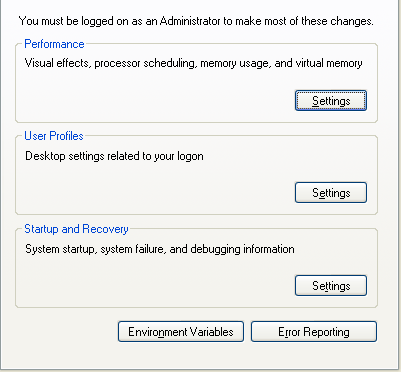 You must be logged on as an Administrator to make most of these changes.
Performance
Visual effects, processor scheduling, memory usage, and virtual memory
Settings
User Profiles
Desktop settings related to your logon
Settings
Startup and Recovery
System startup, system failure, and debugging information
Settings
Environment Variables
Error Reporting